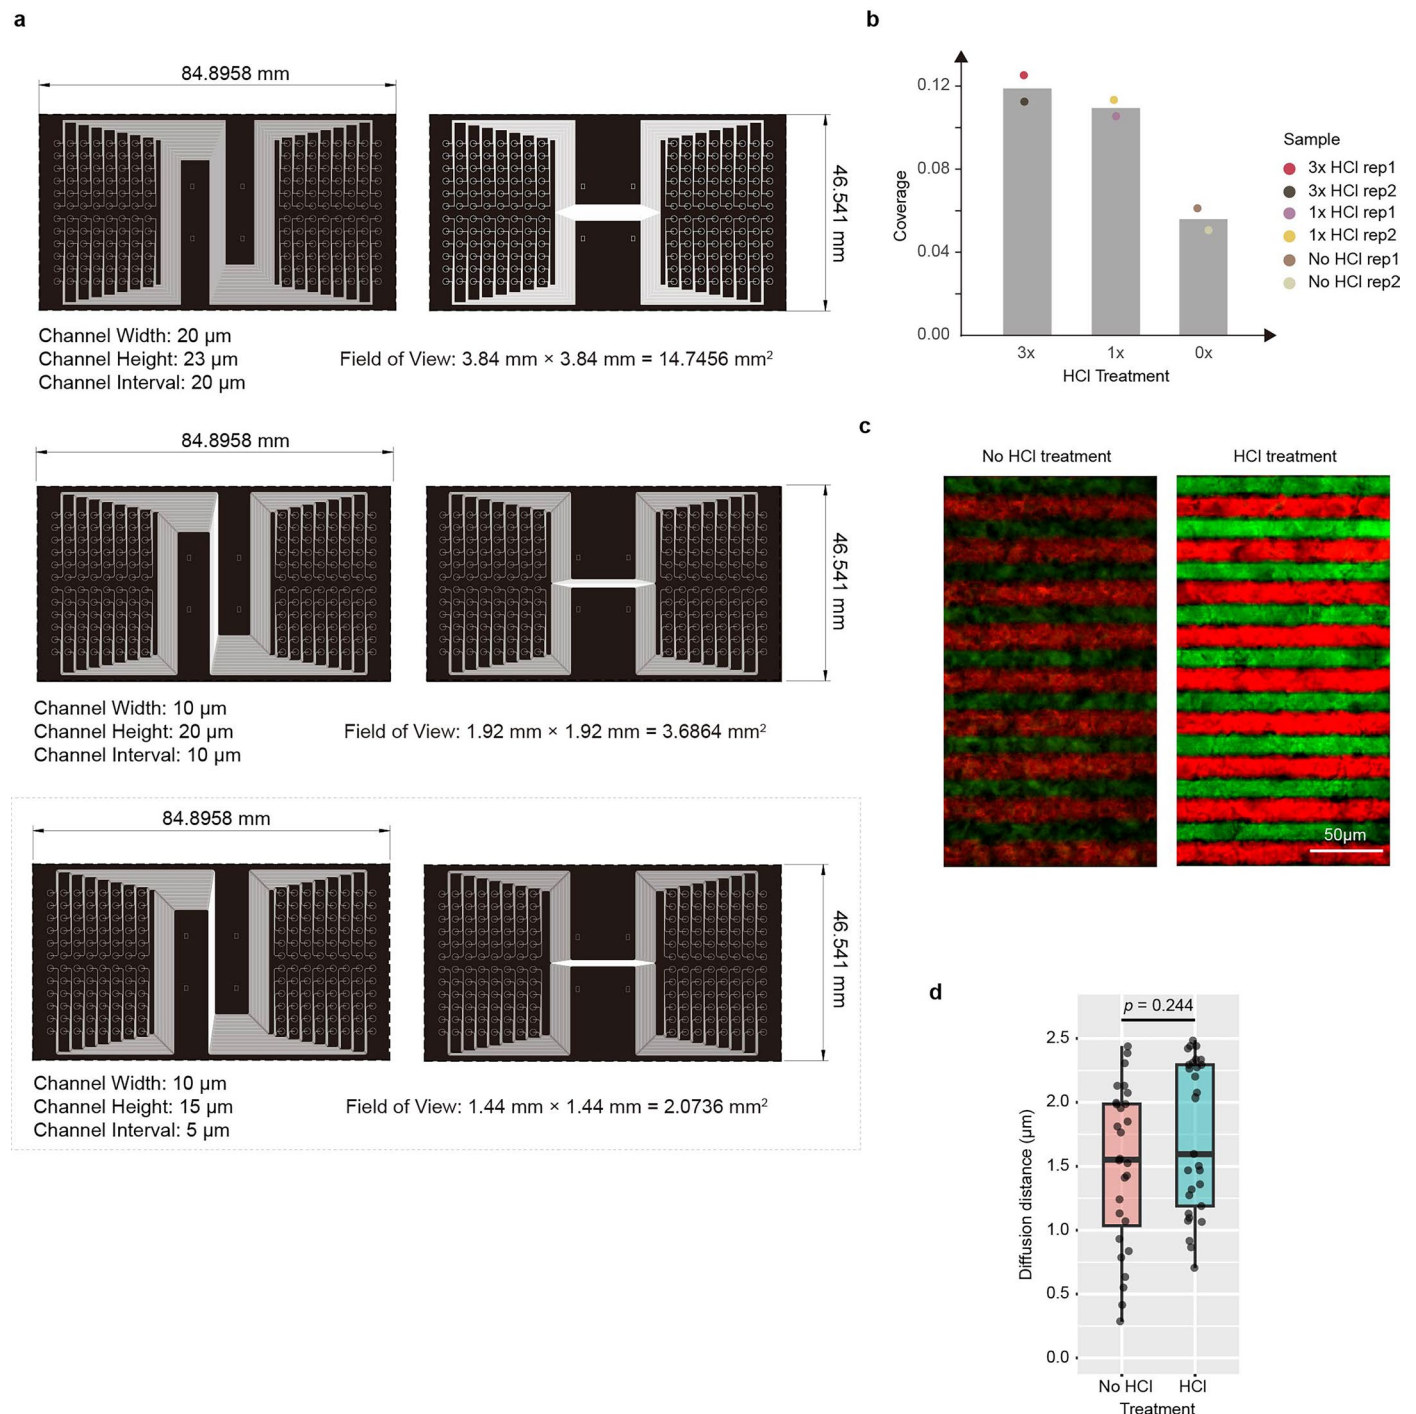 a
84.8958 mm
46.541 mm
Channel Width: 20 µm
Channel Height: 23 µm
Channel Interval: 20 µm
Field of View: 3.84 mm × 3.84 mm = 14.7456 mm²
84.8958 mm
46.541 mm
Channel Width: 10 µm
Channel Height: 20 µm
Channel Interval: 10 µm
Field of View: 1.92 mm × 1.92 mm = 3.6864 mm²
84.8958 mm
46.541 mm
Channel Width: 10 µm
Channel Height: 15 µm
Channel Interval: 5 µm
Field of View: 1.44 mm × 1.44 mm = 2.0736 mm²
b
Coverage
0.12
0.08
0.04
0.00
3x 1x 0x
HCl Treatment
Sample
3x HCl rep1
3x HCl rep2
1x HCl rep1
1x HCl rep2
No HCl rep1
No HCl rep2
c
No HCl treatment
HCl treatment
50µm
d
p = 0.244
Diffusion distance (µm)
2.5
2.0
1.5
1.0
0.5
0.0
No HCl HCl
Treatment